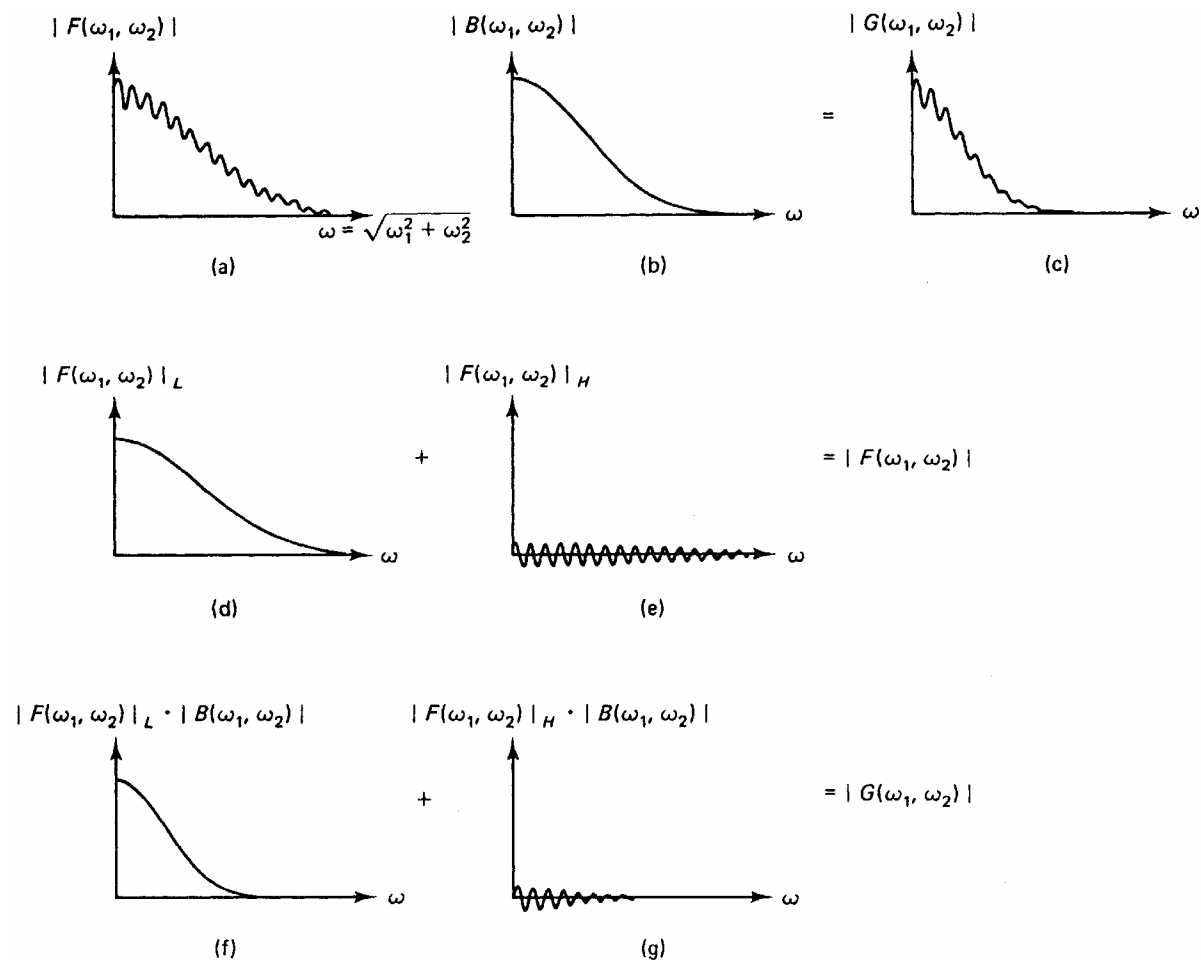 | F(ω₁, ω₂) |
| B(ω₁, ω₂) |
| G(ω₁, ω₂) |
=
ω = √ω₁² + ω₂²
ω
ω
(a)
(b)
(c)
| F(ω₁, ω₂) | L
| F(ω₁, ω₂) | H
+
= | F(ω₁, ω₂) |
ω
ω
(d)
(e)
| F(ω₁, ω₂) | L · | B(ω₁, ω₂) |
| F(ω₁, ω₂) | H · | B(ω₁, ω₂) |
+
= | G(ω₁, ω₂) |
ω
ω
(f)
(g)